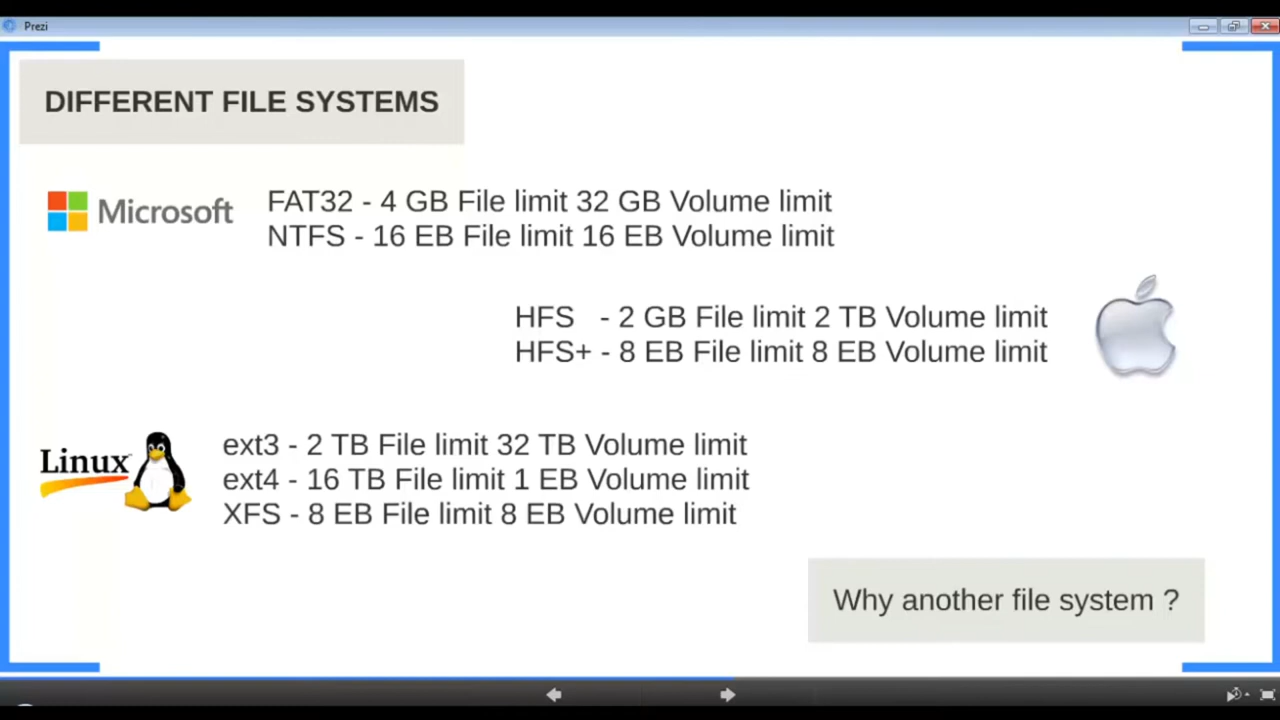 Prezi
DIFFERENT FILE SYSTEMS
Microsoft
FAT32 - 4 GB File limit 32 GB Volume limit
NTFS - 16 EB File limit 16 EB Volume limit
HFS - 2 GB File limit 2 TB Volume limit
HFS+ - 8 EB File limit 8 EB Volume limit
Linux
ext3 - 2 TB File limit 32 TB Volume limit
ext4 - 16 TB File limit 1 EB Volume limit
XFS - 8 EB File limit 8 EB Volume limit
Why another file system ?